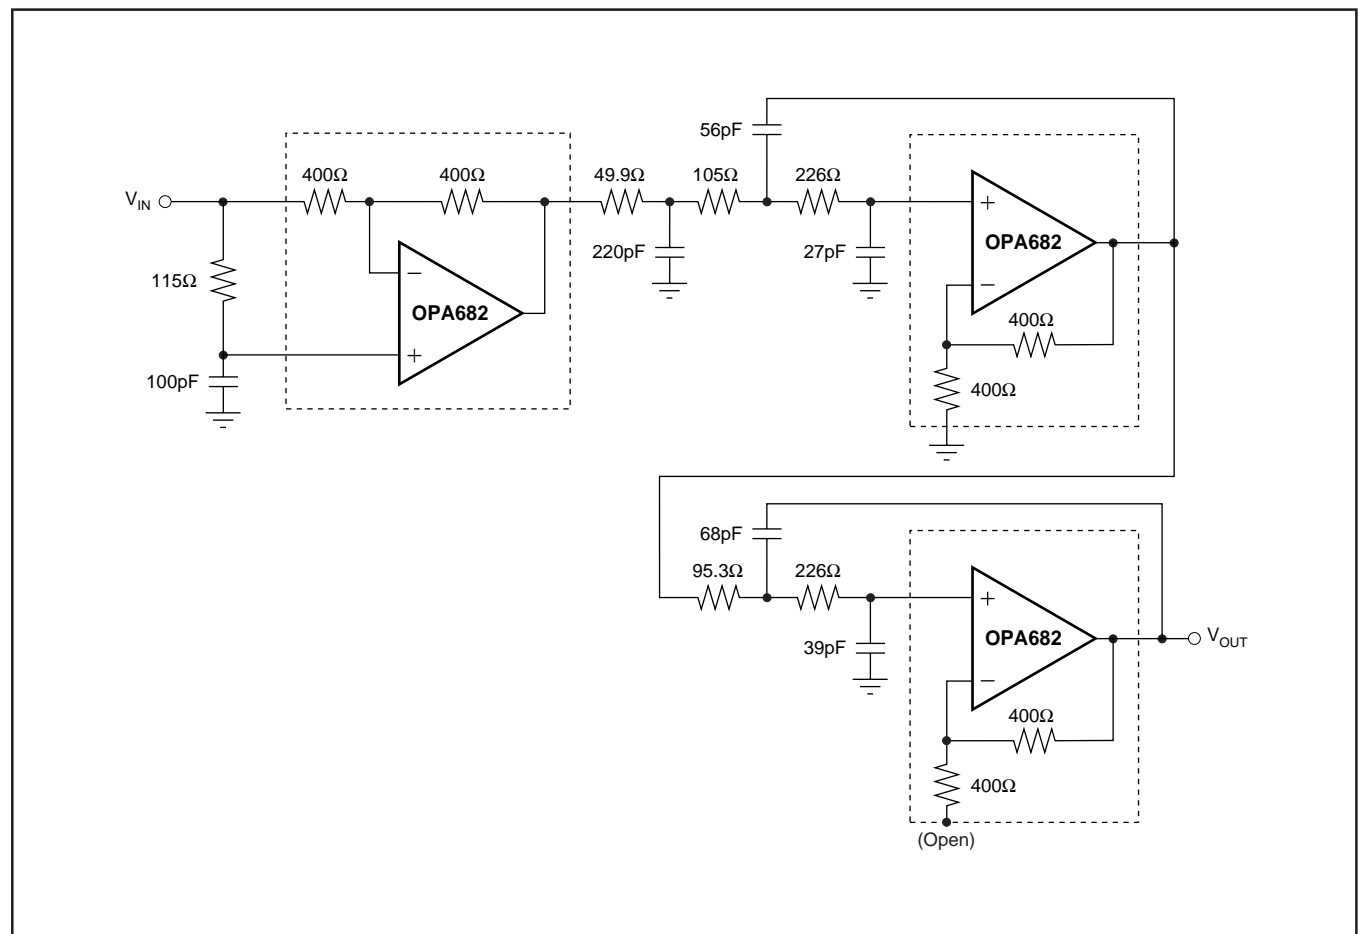 56pF
400Ω
400Ω
49.9Ω
105Ω
226Ω
V_IN
+
OPA682
−
115Ω
220pF
27pF
−
OPA682
+
400Ω
100pF
400Ω
68pF
95.3Ω
226Ω
+
OPA682
−
39pF
V_OUT
400Ω
400Ω
(Open)